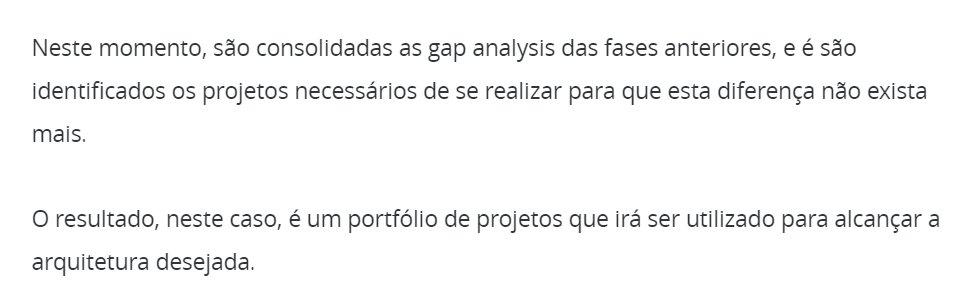 Neste momento, são consolidadas as gap analysis das fases anteriores, e é são
identificados os projetos necessários de se realizar para que esta diferença não exista
mais.
O resultado, neste caso, é um portfólio de projetos que irá ser utilizado para alcançar a
arquitetura desejada.